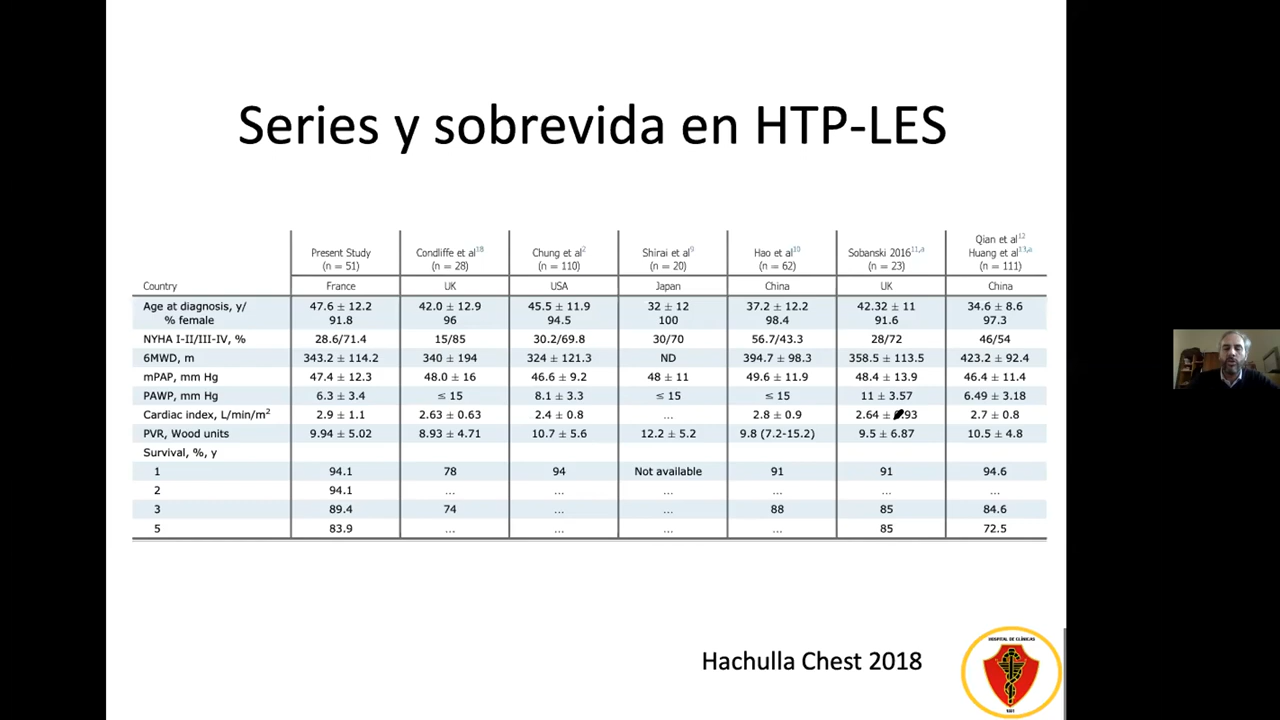 Series y sobrevida en HTP-LES
Present Study Condliffe et al18 Chung et al2 Shirai et al9 Hao et al10 Sobanski 201611,a Qian et al12 Huang et al13,a
(n = 51) (n = 28) (n = 110) (n = 20) (n = 62) (n = 23) (n = 111)
Country France UK USA Japan China UK China
Age at diagnosis, y/ 47.6 ± 12.2 42.0 ± 12.9 45.5 ± 11.9 32 ± 12 37.2 ± 12.2 42.32 ± 11 34.6 ± 8.6
% female 91.8 96 94.5 100 98.4 91.6 97.3
NYHA I-II/III-IV, % 28.6/71.4 15/85 30.2/69.8 30/70 56.7/43.3 28/72 46/54
6MWD, m 343.2 ± 114.2 340 ± 194 324 ± 121.3 ND 394.7 ± 98.3 358.5 ± 113.5 423.2 ± 92.4
mPAP, mm Hg 47.4 ± 12.3 48.0 ± 16 46.6 ± 9.2 48 ± 11 49.6 ± 11.9 48.4 ± 13.9 46.4 ± 11.4
PAWP, mm Hg 6.3 ± 3.4 ≤ 15 8.1 ± 3.3 ≤ 15 ≤ 15 11 ± 3.57 6.49 ± 3.18
Cardiac index, L/min/m2 2.9 ± 1.1 2.63 ± 0.63 2.4 ± 0.8 ... 2.8 ± 0.9 2.64 ± 93 2.7 ± 0.8
PVR, Wood units 9.94 ± 5.02 8.93 ± 4.71 10.7 ± 5.6 12.2 ± 5.2 9.8 (7.2-15.2) 9.5 ± 6.87 10.5 ± 4.8
Survival, %, y
1 94.1 78 94 Not available 91 91 94.6
2 94.1 ... ... ... ... ... ...
3 89.4 74 ... ... 88 85 84.6
5 83.9 ... ... ... ... 85 72.5
Hachulla Chest 2018
HOSPITAL DE CLÍNICAS